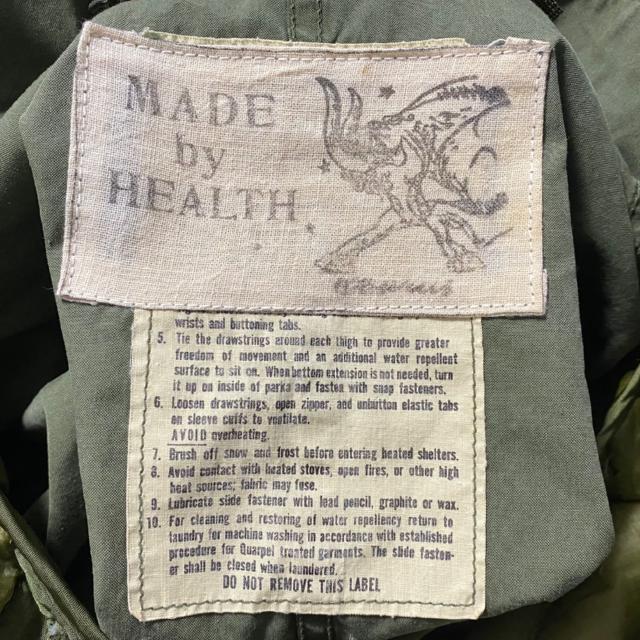 MADE
by
HEALTH
wrists and buttoning tabs.
5. Tie the drawstrings around each thigh to provide greater
freedom of movement and an additional water repellent
surface to sit on. When bottom extension is not needed, turn
it up on inside of parka and fasten with snap fasteners.
6. Loosen drawstrings, open zipper, and unbutton elastic tabs
on sleeve cuffs to ventilate.
AVOID overheating.
7. Brush off snow and frost before entering heated shelters.
8. Avoid contact with heated stoves, open fires, or other high
heat sources; fabric may fuse.
9. Lubricate slide fastener with lead pencil, graphite or wax.
10. For cleaning and restoring of water repellency return to
laundry for machine washing in accordance with established
procedure for Quarpel treated garments. The slide fasten-
er shall be closed when laundered.
DO NOT REMOVE THIS LABEL